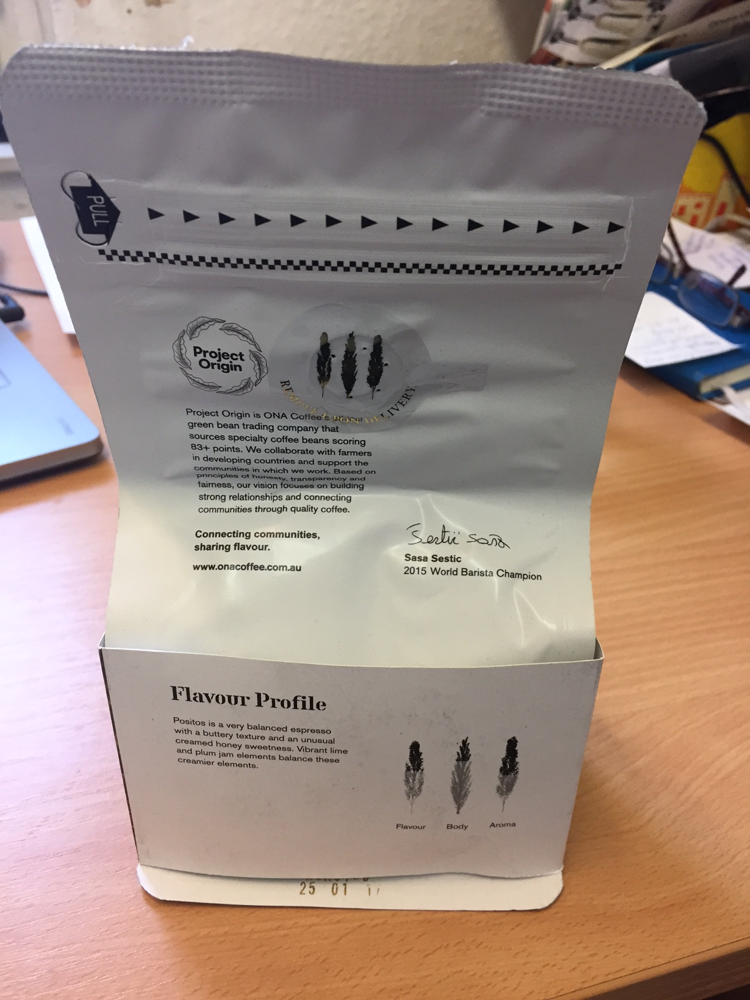 PULL
Project
Origin
REMOVE UPON DELIVERY.
Project Origin is ONA Coffee's
green bean trading company that
sources specialty coffee beans scoring
83+ points. We collaborate with farmers
in developing countries and support the
communities in which we work. Based on
principles of honesty, transparency and
fairness, our vision focuses on building
strong relationships and connecting
communities through quality coffee.
Connecting communities,
sharing flavour.
www.onacoffee.com.au
Sestic Sasa
Sasa Sestic
2015 World Barista Champion
Flavour Profile
Positos is a very balanced espresso
with a buttery texture and an unusual
creamed honey sweetness. Vibrant lime
and plum jam elements balance these
creamier elements.
Flavour Body Aroma
25 01 17